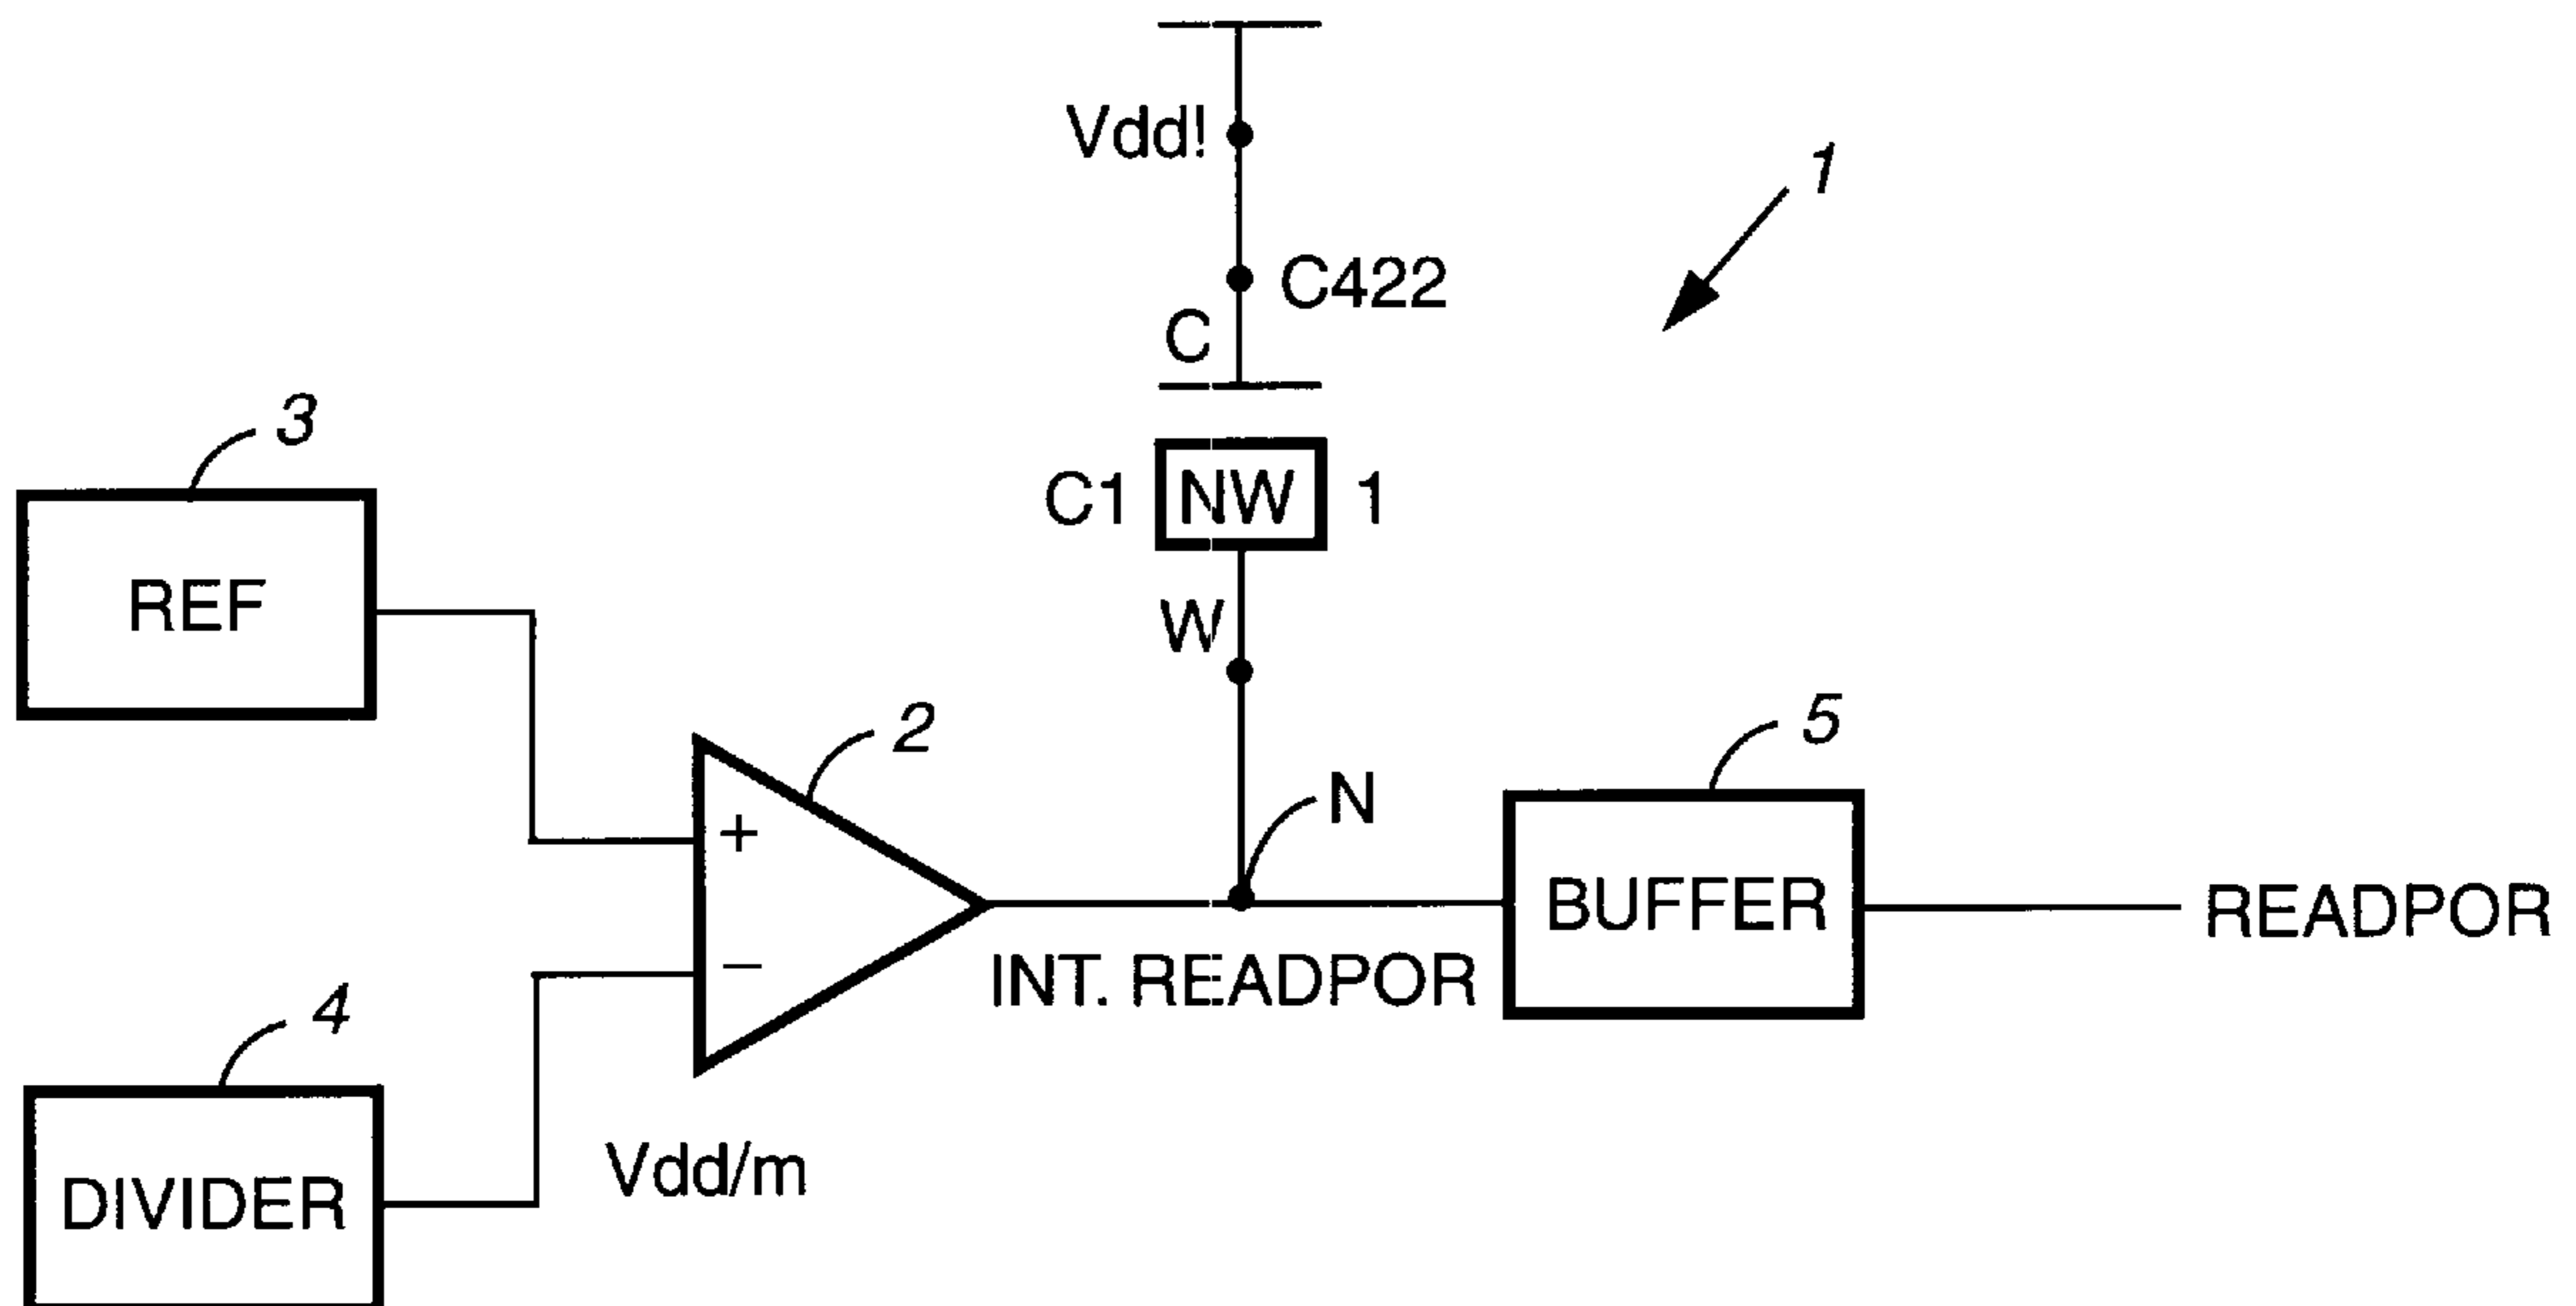 Vdd!
1
C422
C
3
C1 NW 1
REF
W
2
5
N
+
BUFFER
READPOR
–
INT. READPOR
4
Vdd/m
DIVIDER